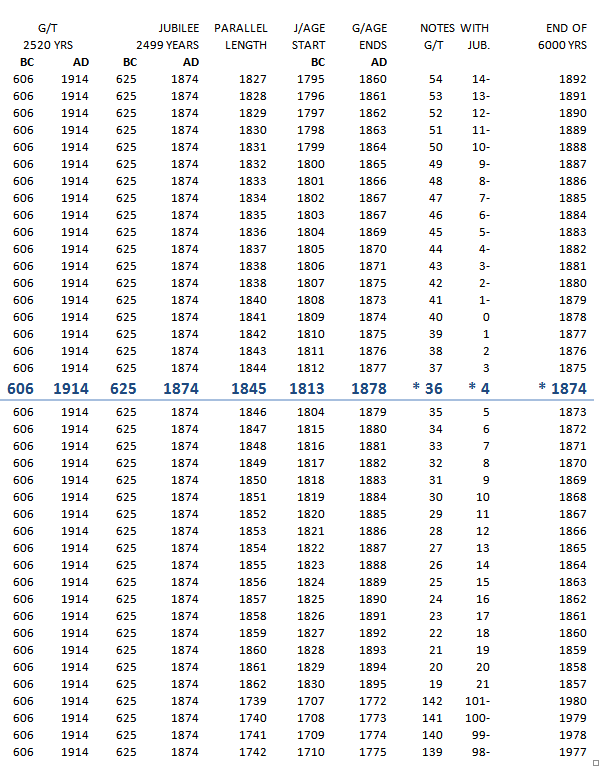 G/T JUBILEE PARALLEL J/AGE G/AGE NOTES WITH END OF
2520 YRS 2499 YEARS LENGTH START ENDS G/T JUB. 6000 YRS
BC AD BC AD BC AD
606 1914 625 1874 1827 1795 1860 54 14- 1892
606 1914 625 1874 1828 1796 1861 53 13- 1891
606 1914 625 1874 1829 1797 1862 52 12- 1890
606 1914 625 1874 1830 1798 1863 51 11- 1889
606 1914 625 1874 1831 1799 1864 50 10- 1888
606 1914 625 1874 1832 1800 1865 49 9- 1887
606 1914 625 1874 1833 1801 1866 48 8- 1886
606 1914 625 1874 1834 1802 1867 47 7- 1885
606 1914 625 1874 1835 1803 1867 46 6- 1884
606 1914 625 1874 1836 1804 1869 45 5- 1883
606 1914 625 1874 1837 1805 1870 44 4- 1882
606 1914 625 1874 1838 1806 1871 43 3- 1881
606 1914 625 1874 1838 1807 1875 42 2- 1880
606 1914 625 1874 1840 1808 1873 41 1- 1879
606 1914 625 1874 1841 1809 1874 40 0 1878
606 1914 625 1874 1842 1810 1875 39 1 1877
606 1914 625 1874 1843 1811 1876 38 2 1876
606 1914 625 1874 1844 1812 1877 37 3 1875
606 1914 625 1874 1845 1813 1878 * 36 * 4 * 1874
606 1914 625 1874 1846 1804 1879 35 5 1873
606 1914 625 1874 1847 1815 1880 34 6 1872
606 1914 625 1874 1848 1816 1881 33 7 1871
606 1914 625 1874 1849 1817 1882 32 8 1870
606 1914 625 1874 1850 1818 1883 31 9 1869
606 1914 625 1874 1851 1819 1884 30 10 1868
606 1914 625 1874 1852 1820 1885 29 11 1867
606 1914 625 1874 1853 1821 1886 28 12 1866
606 1914 625 1874 1854 1822 1887 27 13 1865
606 1914 625 1874 1855 1823 1888 26 14 1864
606 1914 625 1874 1856 1824 1889 25 15 1863
606 1914 625 1874 1857 1825 1890 24 16 1862
606 1914 625 1874 1858 1826 1891 23 17 1861
606 1914 625 1874 1859 1827 1892 22 18 1860
606 1914 625 1874 1860 1828 1893 21 19 1859
606 1914 625 1874 1861 1829 1894 20 20 1858
606 1914 625 1874 1862 1830 1895 19 21 1857
606 1914 625 1874 1739 1707 1772 142 101- 1980
606 1914 625 1874 1740 1708 1773 141 100- 1979
606 1914 625 1874 1741 1709 1774 140 99- 1978
606 1914 625 1874 1742 1710 1775 139 98- 1977